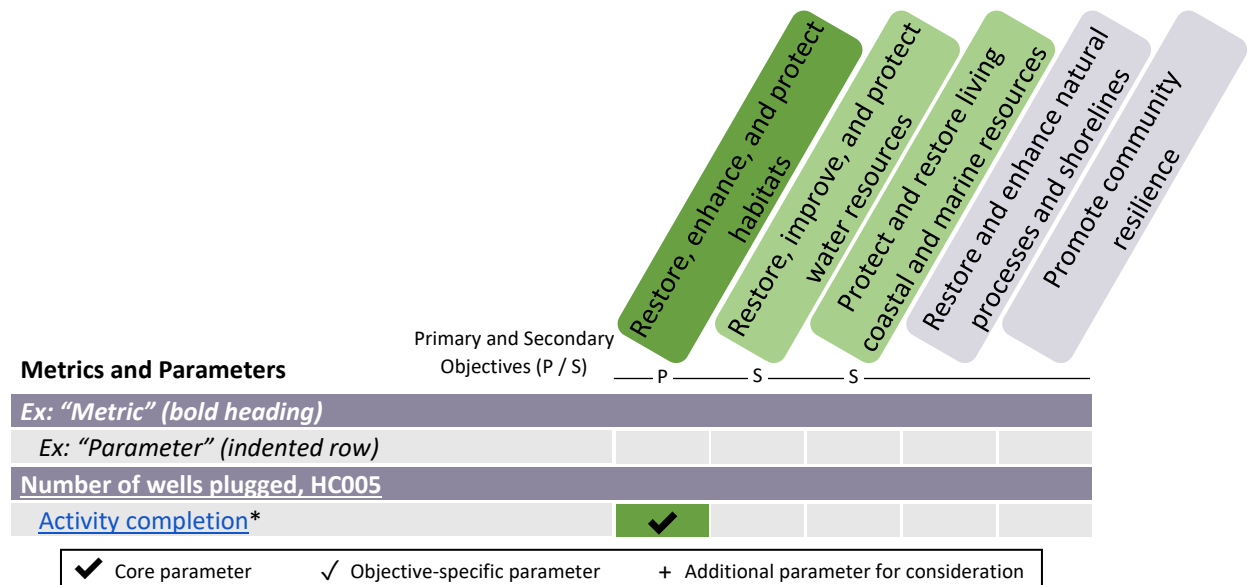 Restore, enhance, and protect
habitats
Restore, improve, and protect
water resources
Protect and restore living
coastal and marine resources
Restore and enhance natural
processes and shorelines
Promote community
resilience
Primary and Secondary
Objectives (P / S)
Metrics and Parameters
P S S
Ex: “Metric” (bold heading)
Ex: “Parameter” (indented row)
Number of wells plugged, HC005
Activity completion* ✔
✔ Core parameter √ Objective-specific parameter + Additional parameter for consideration